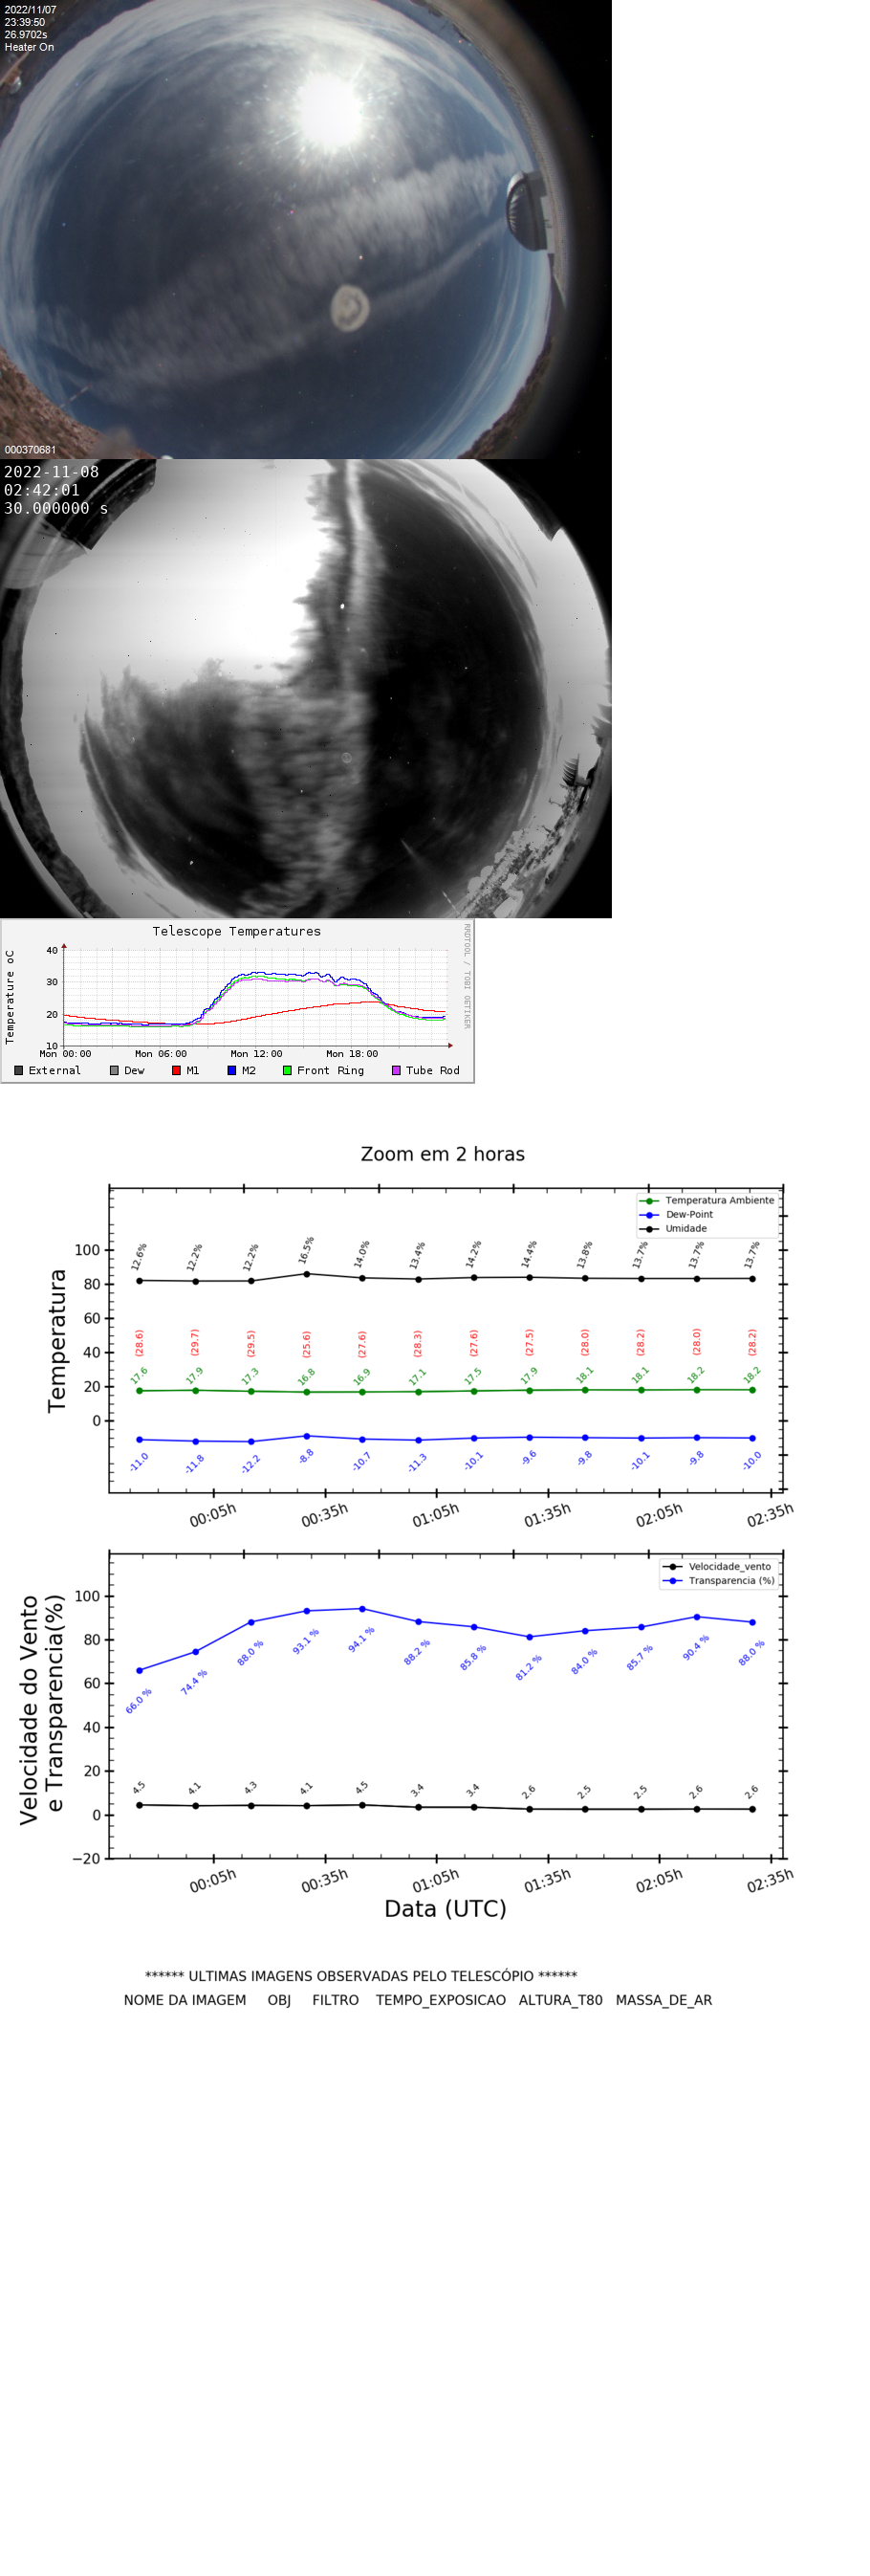 2022/11/07
23:39:50
26.9702s
Heater On
000370681
2022-11-08
02:42:01
30.000000 s
Telescope Temperatures
RRDTOOL / TOBI OETIKER
Temperature oC
40
30
20
10
Mon 00:00 Mon 06:00 Mon 12:00 Mon 18:00
External Dew M1 M2 Front Ring Tube Rod
Zoom em 2 horas
Temperatura Ambiente
Dew-Point
Umidade
Temperatura
100
80
60
40
20
0
12.6% 12.2% 12.2% 16.5% 14.0% 13.4% 14.2% 14.4% 13.8% 13.7% 13.7% 13.7%
(28.6) (29.7) (29.5) (25.6) (27.6) (28.3) (27.6) (27.5) (28.0) (28.2) (28.0) (28.2)
17.6 17.9 17.3 16.8 16.9 17.1 17.5 17.9 18.1 18.1 18.2 18.2
-11.0 -11.8 -12.2 -8.8 -10.7 -11.3 -10.1 -9.6 -9.8 -10.1 -9.8 -10.0
00:05h 00:35h 01:05h 01:35h 02:05h 02:35h
Velocidade_vento
Transparencia (%)
Velocidade do Vento
e Transparencia(%)
100
80
60
40
20
0
−20
66.0 % 74.4 % 88.0 % 93.1 % 94.1 % 88.2 % 85.8 % 81.2 % 84.0 % 85.7 % 90.4 % 88.0 %
4.5 4.1 4.3 4.1 4.5 3.4 3.4 2.6 2.5 2.5 2.6 2.6
00:05h 00:35h 01:05h 01:35h 02:05h 02:35h
Data (UTC)
****** ULTIMAS IMAGENS OBSERVADAS PELO TELESCÓPIO ******
NOME DA IMAGEM OBJ FILTRO TEMPO_EXPOSICAO ALTURA_T80 MASSA_DE_AR